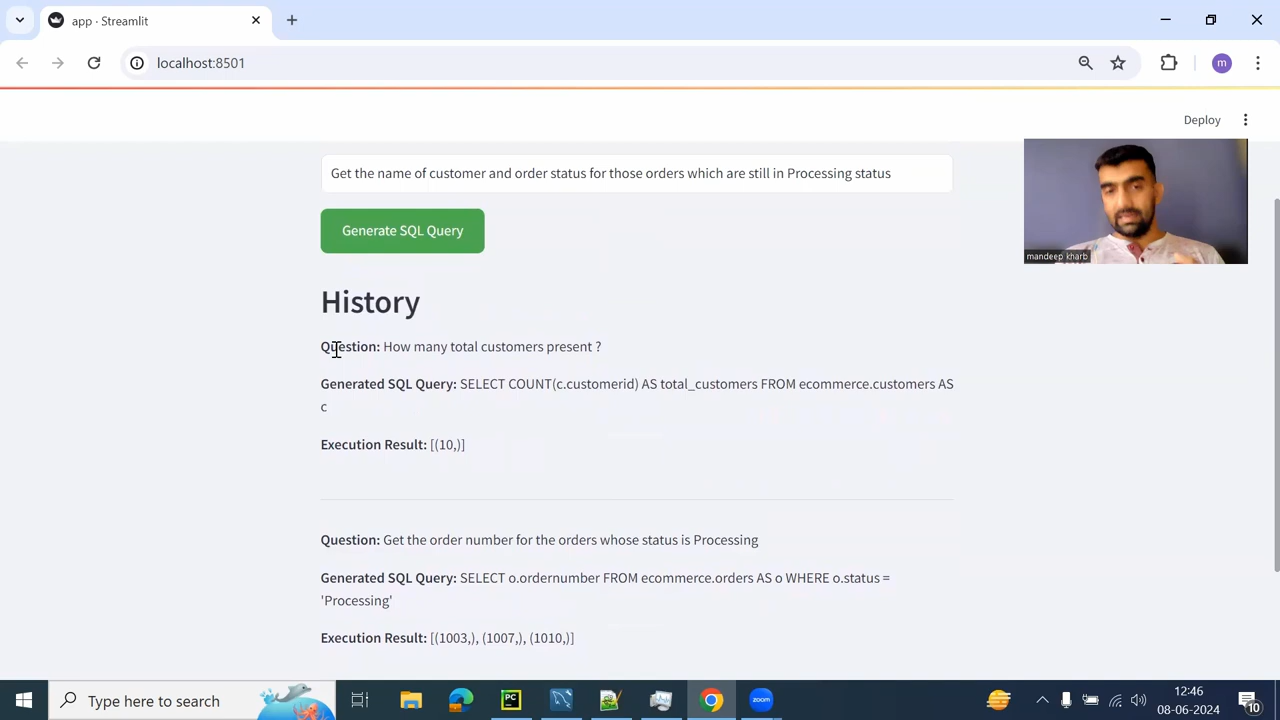 app · Streamlit
localhost:8501
m
Deploy
Get the name of customer and order status for those orders which are still in Processing status
Generate SQL Query
mandeep kharb
History
Question: How many total customers present ?
Generated SQL Query: SELECT COUNT(c.customerid) AS total_customers FROM ecommerce.customers AS
c
Execution Result: [(10,)]
Question: Get the order number for the orders whose status is Processing
Generated SQL Query: SELECT o.ordernumber FROM ecommerce.orders AS o WHERE o.status =
'Processing'
Execution Result: [(1003,), (1007,), (1010,)]
Type here to search
PC
zoom
12:46
08-06-2024
10